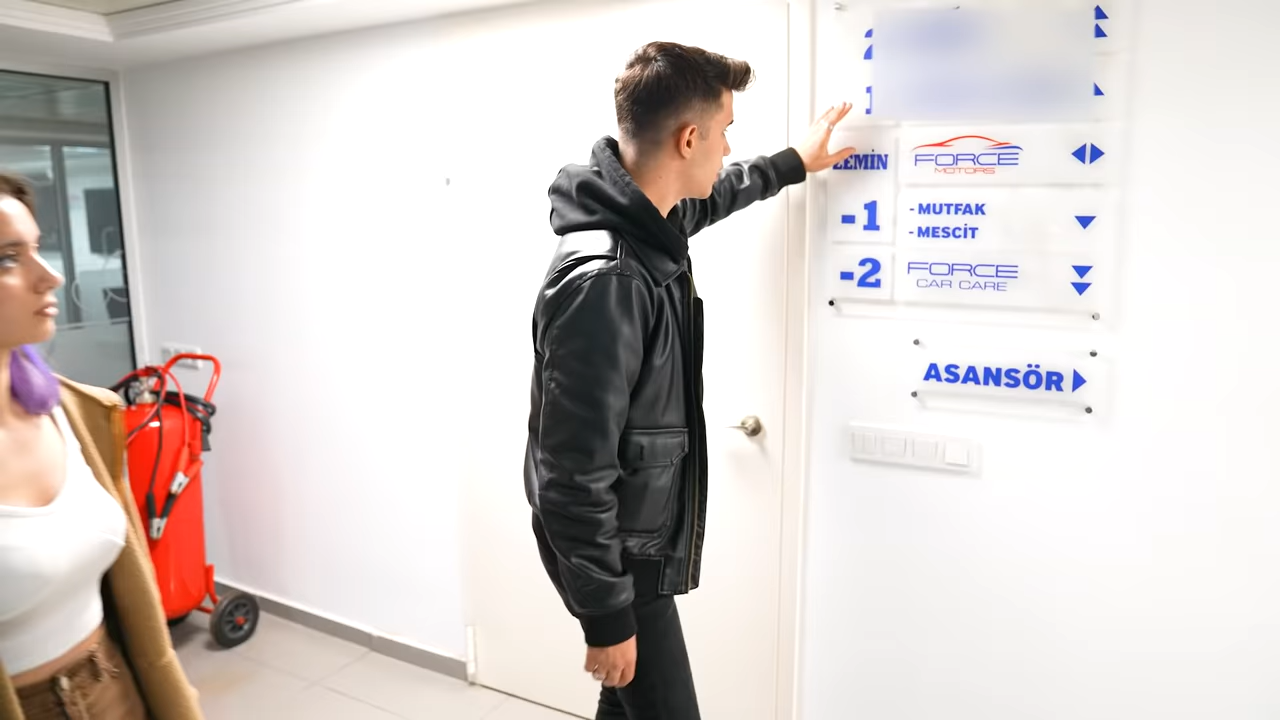 ZEMİN
FORCE
MOTORS
-1
-MUTFAK
-MESCİT
-2
FORCE
CAR CARE
ASANSÖR